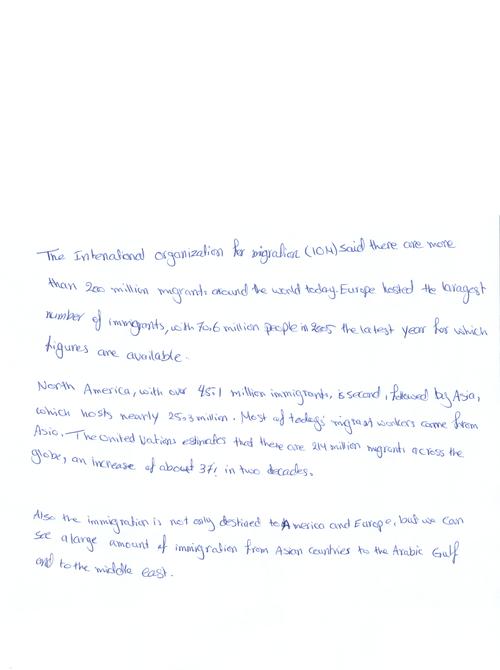 The Intenational organization for migration (IOM) said there are more
than 200 million migrants around the world today. Europe hosted the laragest
number of immigrants, with 70.6 million people in 2005 the latest year for which
figures are available.
North America, with over 45.1 million immigrants, is second, followed by Asia,
which hosts nearly 25.3 million. Most of today's migrant workers come from
Asia. The United Nations estimates that there are 214 million migrants across the
globe, an increase of about 37% in two decades.
Also the immigration is not only destined to America and Europe, but we can
see a large amount of immigration from Asian countries to the Arabic Gulf
and to the middle east.